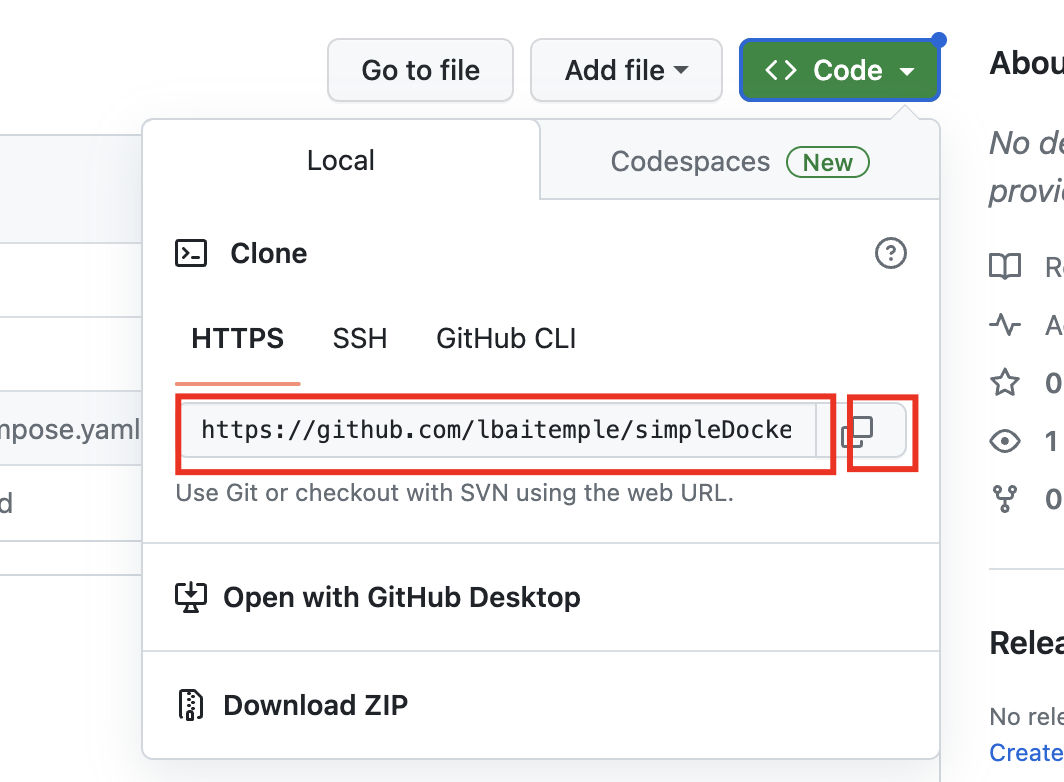 Go to file
Add file
Code
Local
Codespaces New
Clone
HTTPS SSH GitHub CLI
https://github.com/lbaitemple/simpleDocke
Use Git or checkout with SVN using the web URL.
Open with GitHub Desktop
Download ZIP
mpose.yaml
d
Abou
No de
provi
R
A
0
1
0
Relea
No rele
Create